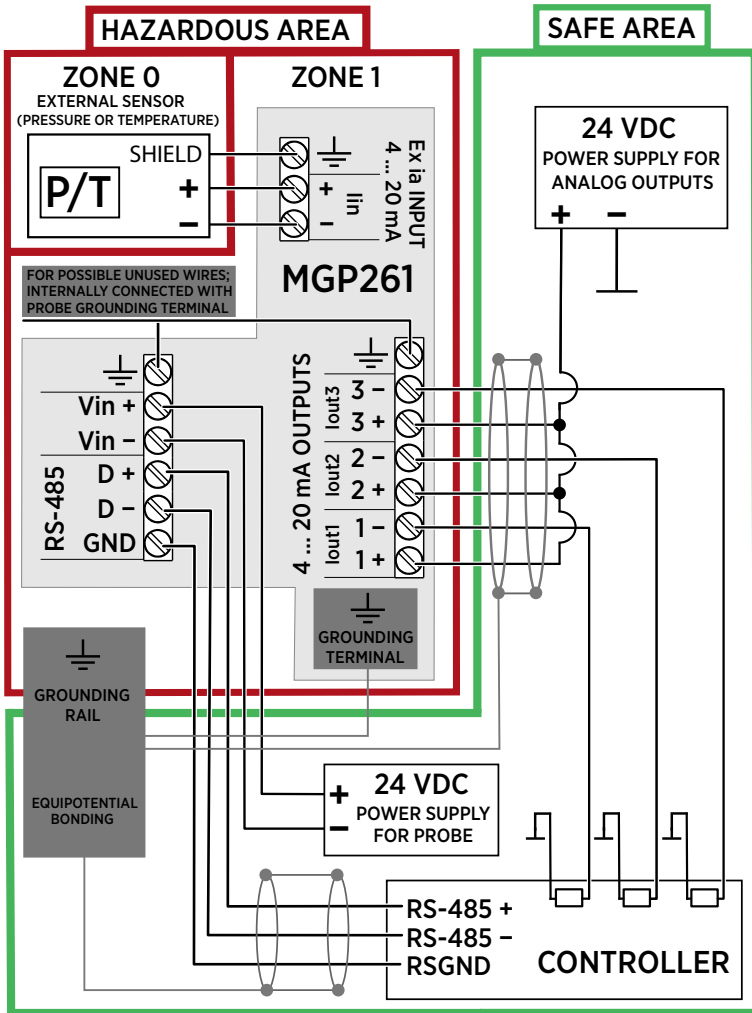 HAZARDOUS AREA
SAFE AREA
ZONE 0
EXTERNAL SENSOR
(PRESSURE OR TEMPERATURE)
P/T
SHIELD
+
−
ZONE 1
+
−
Iin
Ex ia INPUT
4 ... 20 mA
MGP261
24 VDC
POWER SUPPLY FOR
ANALOG OUTPUTS
+ −
FOR POSSIBLE UNUSED WIRES;
INTERNALLY CONNECTED WITH
PROBE GROUNDING TERMINAL
Vin +
Vin −
RS-485
D +
D −
GND
4 ... 20 mA OUTPUTS
Iout3
3 −
3 +
Iout2
2 −
2 +
Iout1
1 −
1 +
GROUNDING
TERMINAL
GROUNDING
RAIL
EQUIPOTENTIAL
BONDING
+
−
24 VDC
POWER SUPPLY
FOR PROBE
RS-485 +
RS-485 −
RSGND
CONTROLLER